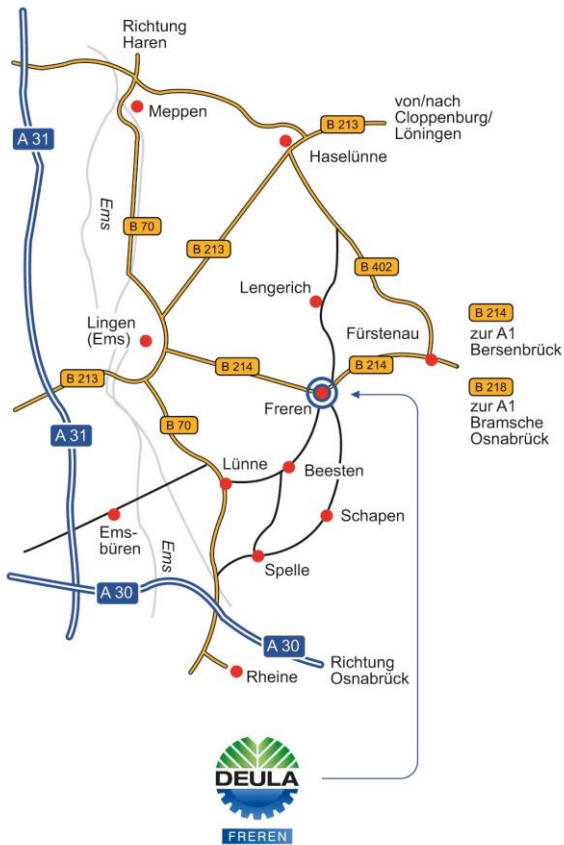 Richtung
Haren
A 31
Meppen
B 213
von/nach
Cloppenburg/
Löningen
Haselünne
Ems
B 70
B 213
B 402
Lengerich
B 214
zur A1
Bersenbrück
Lingen
(Ems)
Fürstenau
B 213
B 214
B 214
B 218
zur A1
Bramsche
Osnabrück
Freren
A 31
B 70
Lünne
Beesten
Schapen
Ems-
büren
Ems
Spelle
A 30
A 30
Richtung
Osnabrück
Rheine
DEULA
FREREN